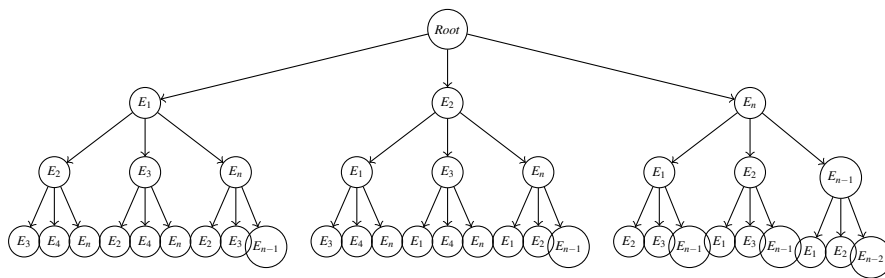 Root
E₁ E₂ Eₙ
E₂ E₃ Eₙ E₁ E₃ Eₙ E₁ E₂ Eₙ₋₁
E₃ E₄ Eₙ E₂ E₄ Eₙ E₂ E₃ Eₙ₋₁ E₃ E₄ Eₙ E₁ E₄ Eₙ E₁ E₂ Eₙ₋₁ E₂ E₃ Eₙ₋₁ E₁ E₃ Eₙ₋₁ E₁ E₂ Eₙ₋₂